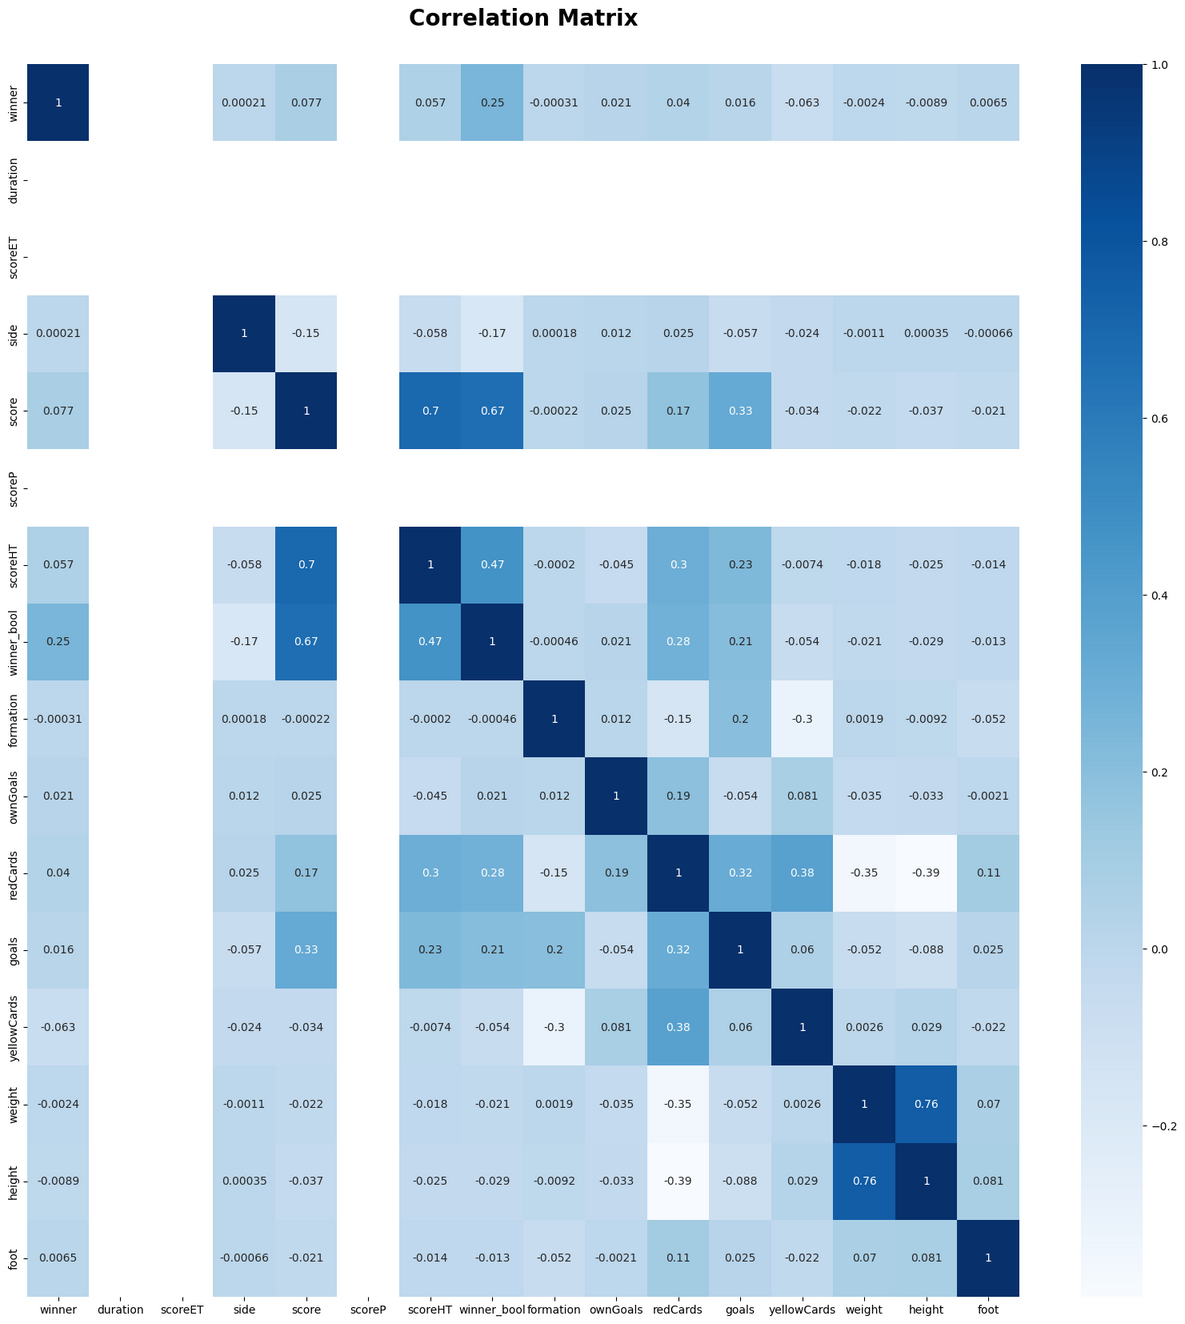 Correlation Matrix
winner 1 0.00021 0.077 0.057 0.25 -0.00031 0.021 0.04 0.016 -0.063 -0.0024 -0.0089 0.0065
duration
scoreET
side 0.00021 1 -0.15 -0.058 -0.17 0.00018 0.012 0.025 -0.057 -0.024 -0.0011 0.00035 -0.00066
score 0.077 -0.15 1 0.7 0.67 -0.00022 0.025 0.17 0.33 -0.034 -0.022 -0.037 -0.021
scoreP
scoreHT 0.057 -0.058 0.7 1 0.47 -0.0002 -0.045 0.3 0.23 -0.0074 -0.018 -0.025 -0.014
winner_bool 0.25 -0.17 0.67 0.47 1 -0.00046 0.021 0.28 0.21 -0.054 -0.021 -0.029 -0.013
formation -0.00031 0.00018 -0.00022 -0.0002 -0.00046 1 0.012 -0.15 0.2 -0.3 0.0019 -0.0092 -0.052
ownGoals 0.021 0.012 0.025 -0.045 0.021 0.012 1 0.19 -0.054 0.081 -0.035 -0.033 -0.0021
redCards 0.04 0.025 0.17 0.3 0.28 -0.15 0.19 1 0.32 0.38 -0.35 -0.39 0.11
goals 0.016 -0.057 0.33 0.23 0.21 0.2 -0.054 0.32 1 0.06 -0.052 -0.088 0.025
yellowCards -0.063 -0.024 -0.034 -0.0074 -0.054 -0.3 0.081 0.38 0.06 1 0.0026 0.029 -0.022
weight -0.0024 -0.0011 -0.022 -0.018 -0.021 0.0019 -0.035 -0.35 -0.052 0.0026 1 0.76 0.07
height -0.0089 0.00035 -0.037 -0.025 -0.029 -0.0092 -0.033 -0.39 -0.088 0.029 0.76 1 0.081
foot 0.0065 -0.00066 -0.021 -0.014 -0.013 -0.052 -0.0021 0.11 0.025 -0.022 0.07 0.081 1
winner duration scoreET side score scoreP scoreHT winner_bool formation ownGoals redCards goals yellowCards weight height foot
1.0
0.8
0.6
0.4
0.2
0.0
−0.2